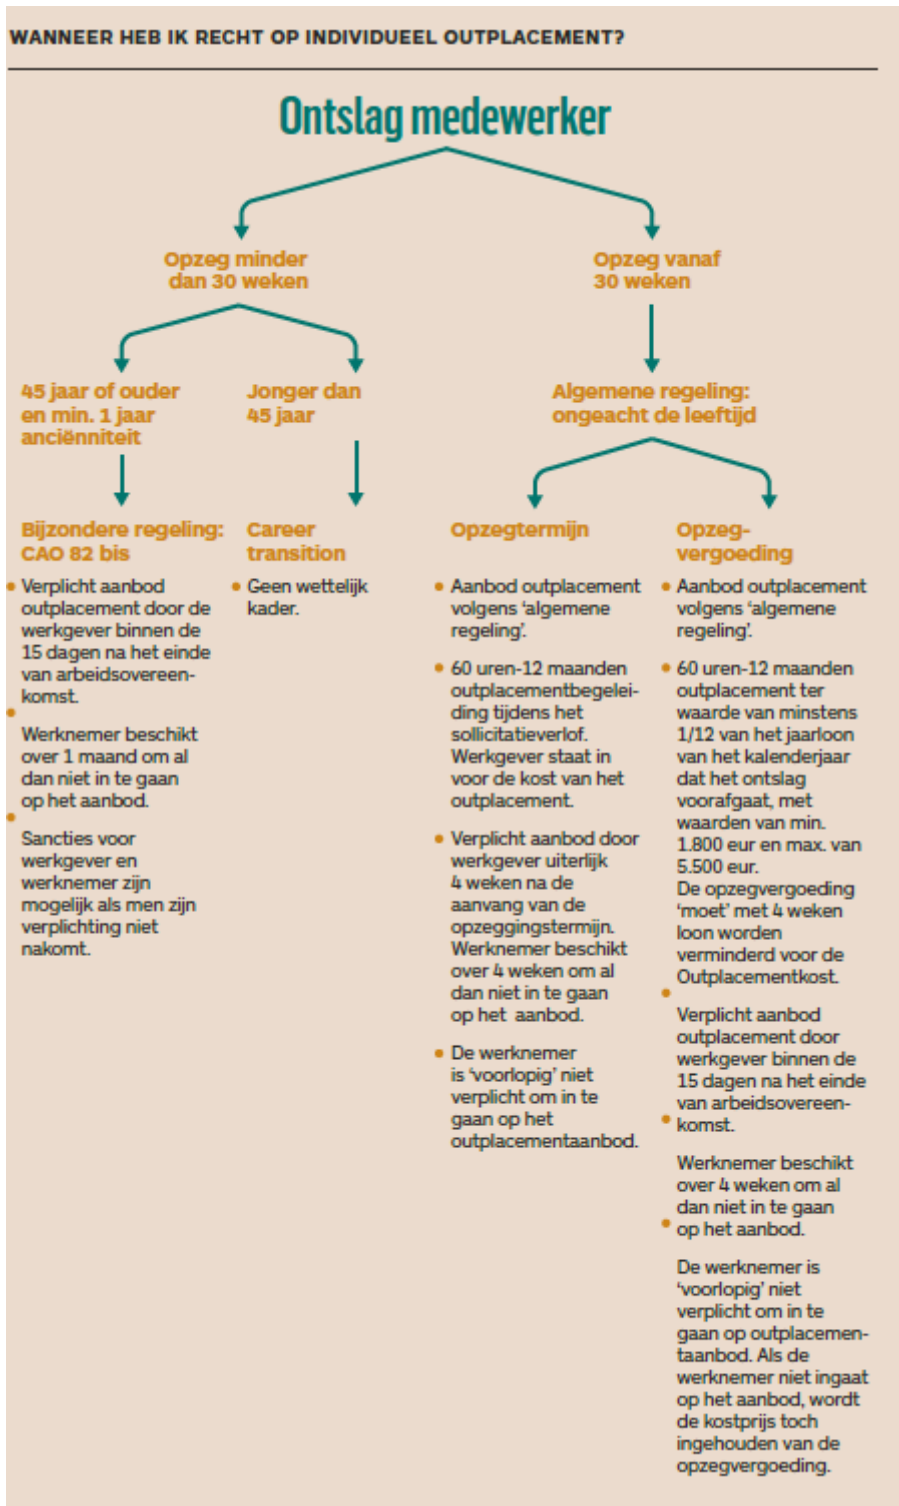 WANNEER HEB IK RECHT OP INDIVIDUEEL OUTPLACEMENT?
Ontslag medewerker
Opzeg minder
dan 30 weken
Opzeg vanaf
30 weken
45 jaar of ouder
en min. 1 jaar
anciënniteit
Jonger dan
45 jaar
Algemene regeling:
ongeacht de leeftijd
Bijzondere regeling:
CAO 82 bis
• Verplicht aanbod
outplacement door de
werkgever binnen de
15 dagen na het einde
van arbeidsovereen-
komst.
• Werknemer beschikt
over 1 maand om al
dan niet in te gaan
op het aanbod.
• Sancties voor
werkgever en
werknemer zijn
mogelijk als men zijn
verplichting niet
nakomt.
Career
transition
• Geen wettelijk
kader.
Opzegtermijn
• Aanbod outplacement
volgens ‘algemene
regeling’.
• 60 uren-12 maanden
outplacementbegelei-
ding tijdens het
sollicitatieverlof.
Werkgever staat in
voor de kost van het
outplacement.
• Verplicht aanbod door
werkgever uiterlijk
4 weken na de
aanvang van de
opzeggingstermijn.
Werknemer beschikt
over 4 weken om al
dan niet in te gaan
op het aanbod.
• De werknemer
is ‘voorlopig’ niet
verplicht om in te
gaan op het
outplacementaanbod.
Opzeg-
vergoeding
• Aanbod outplacement
volgens ‘algemene
regeling’.
• 60 uren-12 maanden
outplacement ter
waarde van minstens
1/12 van het jaarloon
van het kalenderjaar
dat het ontslag
voorafgaat, met
waarden van min.
1.800 eur en max. van
5.500 eur.
De opzegvergoeding
‘moet’ met 4 weken
loon worden
verminderd voor de
Outplacementkost.
• Verplicht aanbod
outplacement door
werkgever binnen de
15 dagen na het einde
van arbeidsovereen-
komst.
• Werknemer beschikt
over 4 weken om al
dan niet in te gaan
op het aanbod.
• De werknemer is
‘voorlopig’ niet
verplicht om in te
gaan op outplacemen-
taanbod. Als de
werknemer niet ingaat
op het aanbod, wordt
de kostprijs toch
ingehouden van de
opzegvergoeding.